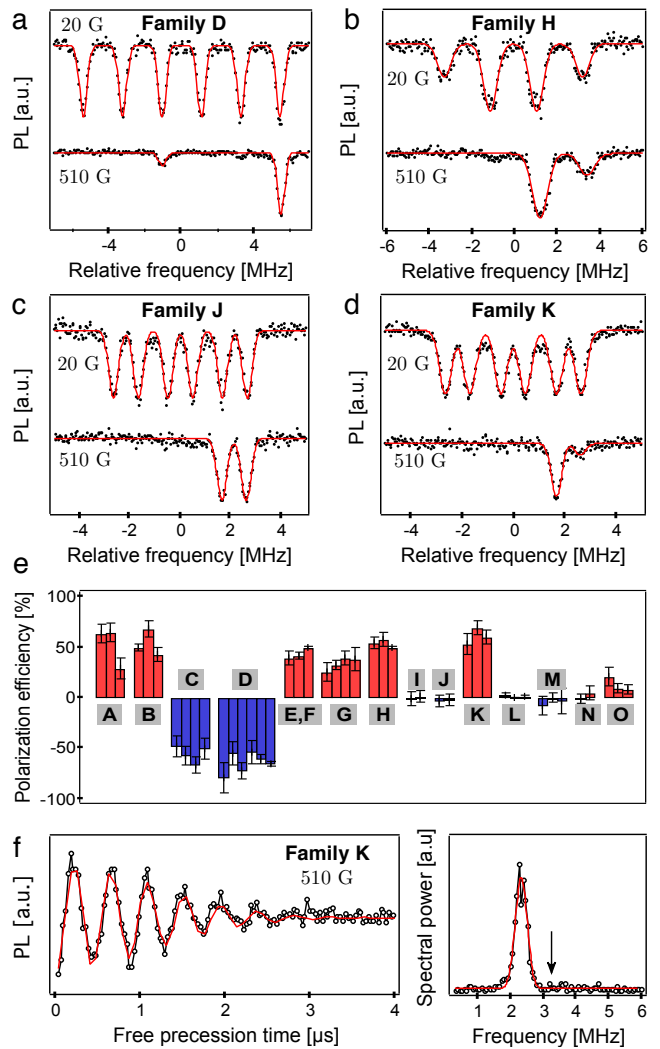 a
Family D
20 G
510 G
PL [a.u.]
-4 0 4
Relative frequency [MHz]
b
Family H
20 G
510 G
PL [a.u.]
-6 -4 -2 0 2 4 6
Relative frequency [MHz]
c
Family J
20 G
510 G
PL [a.u.]
-4 -2 0 2 4
Relative frequency [MHz]
d
Family K
20 G
510 G
PL [a.u.]
-4 -2 0 2 4
Relative frequency [MHz]
e
Polarization efficiency [%]
100
50
0
-50
-100
A B C D E,F G H I J K L M N O
f
Family K
510 G
PL [a.u.]
0 1 2 3 4
Free precession time [µs]
Spectral power [a.u]
1 2 3 4 5 6
Frequency [MHz]